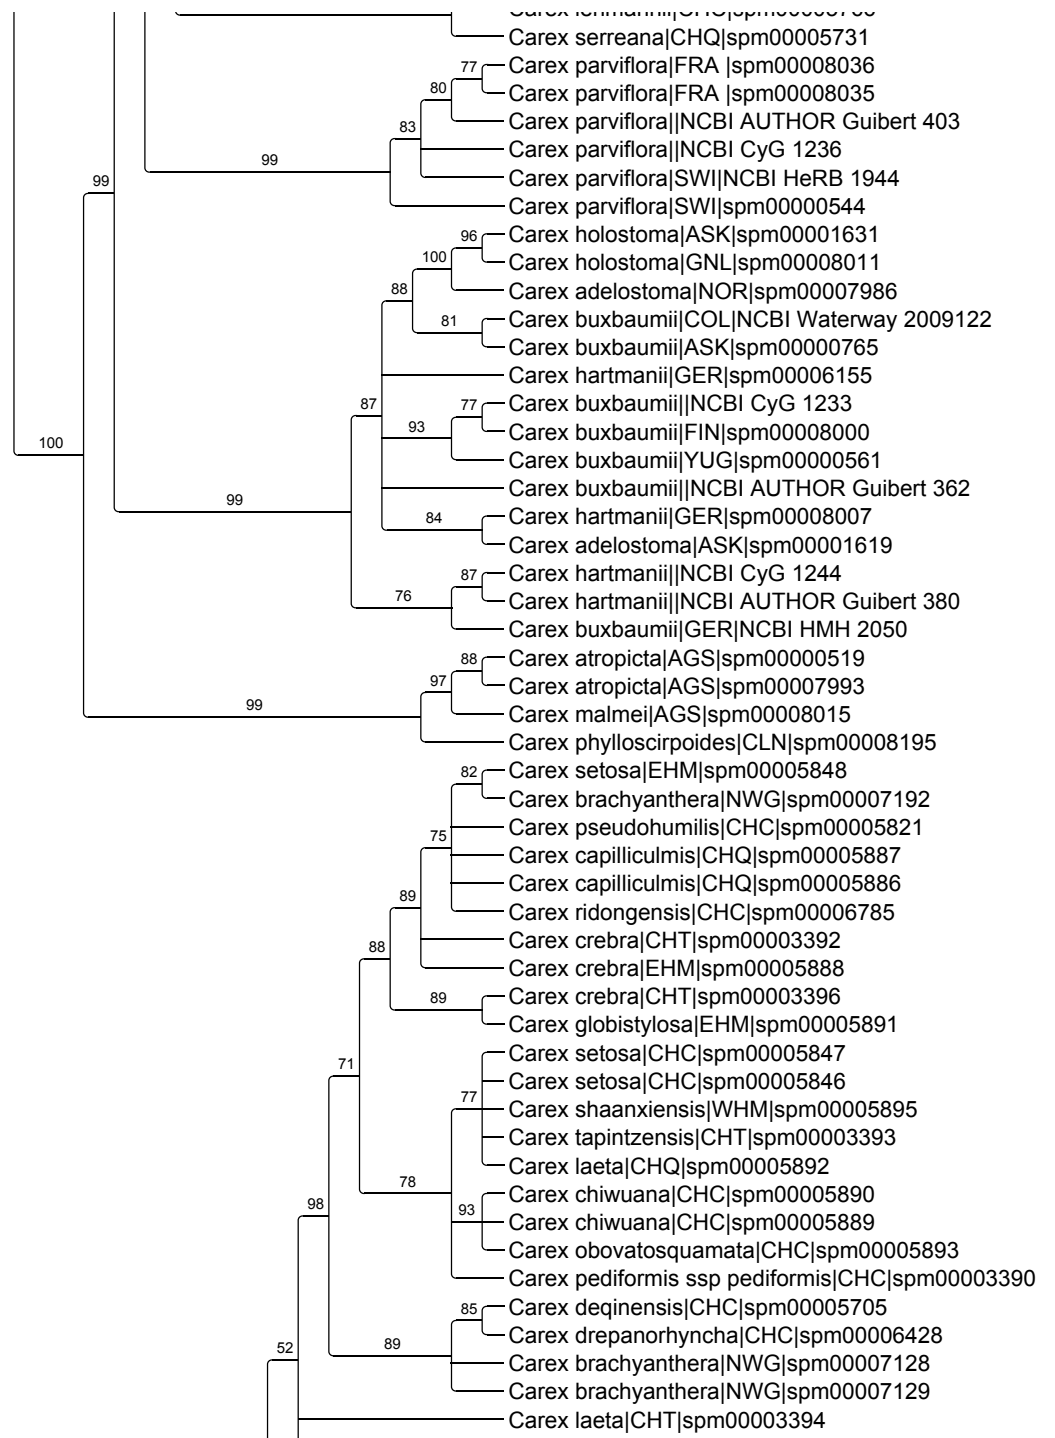 Carex serreana|CHQ|spm00005731
77 Carex parviflora|FRA |spm00008036
80 Carex parviflora|FRA |spm00008035
83 Carex parviflora||NCBI AUTHOR Guibert 403
Carex parviflora||NCBI CyG 1236
99 Carex parviflora|SWI|NCBI HeRB 1944
99 Carex parviflora|SWI|spm00000544
96 Carex holostoma|ASK|spm00001631
100 Carex holostoma|GNL|spm00008011
88 Carex adelostoma|NOR|spm00007986
81 Carex buxbaumii|COL|NCBI Waterway 2009122
Carex buxbaumii|ASK|spm00000765
Carex hartmanii|GER|spm00006155
87 77 Carex buxbaumii||NCBI CyG 1233
93 Carex buxbaumii|FIN|spm00008000
100 Carex buxbaumii|YUG|spm00000561
Carex buxbaumii||NCBI AUTHOR Guibert 362
99 84 Carex hartmanii|GER|spm00008007
Carex adelostoma|ASK|spm00001619
87 Carex hartmanii||NCBI CyG 1244
76 Carex hartmanii||NCBI AUTHOR Guibert 380
Carex buxbaumii|GER|NCBI HMH 2050
88 Carex atropicta|AGS|spm00000519
97 Carex atropicta|AGS|spm00007993
99 Carex malmei|AGS|spm00008015
Carex phylloscirpoides|CLN|spm00008195
82 Carex setosa|EHM|spm00005848
Carex brachyanthera|NWG|spm00007192
75 Carex pseudohumilis|CHC|spm00005821
Carex capilliculmis|CHQ|spm00005887
Carex capilliculmis|CHQ|spm00005886
89 Carex ridongensis|CHC|spm00006785
88 Carex crebra|CHT|spm00003392
Carex crebra|EHM|spm00005888
89 Carex crebra|CHT|spm00003396
Carex globistylosa|EHM|spm00005891
71 Carex setosa|CHC|spm00005847
Carex setosa|CHC|spm00005846
77 Carex shaanxiensis|WHM|spm00005895
Carex tapintzensis|CHT|spm00003393
Carex laeta|CHQ|spm00005892
78 Carex chiwuana|CHC|spm00005890
98 93 Carex chiwuana|CHC|spm00005889
Carex obovatosquamata|CHC|spm00005893
Carex pediformis ssp pediformis|CHC|spm00003390
85 Carex deqinensis|CHC|spm00005705
Carex drepanorhyncha|CHC|spm00006428
52 89 Carex brachyanthera|NWG|spm00007128
Carex brachyanthera|NWG|spm00007129
Carex laeta|CHT|spm00003394